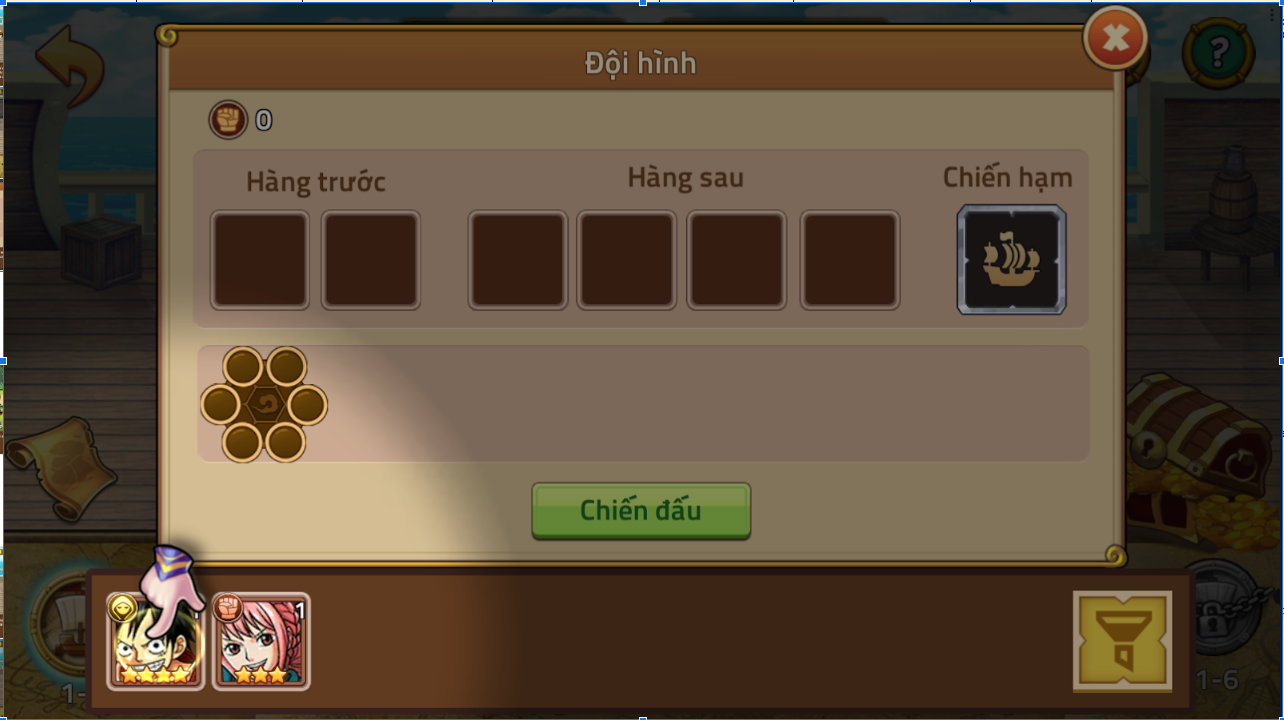 Đội hình
?
0
Hàng trước
Hàng sau
Chiến hạm
Chiến đấu
1
1-
1-6